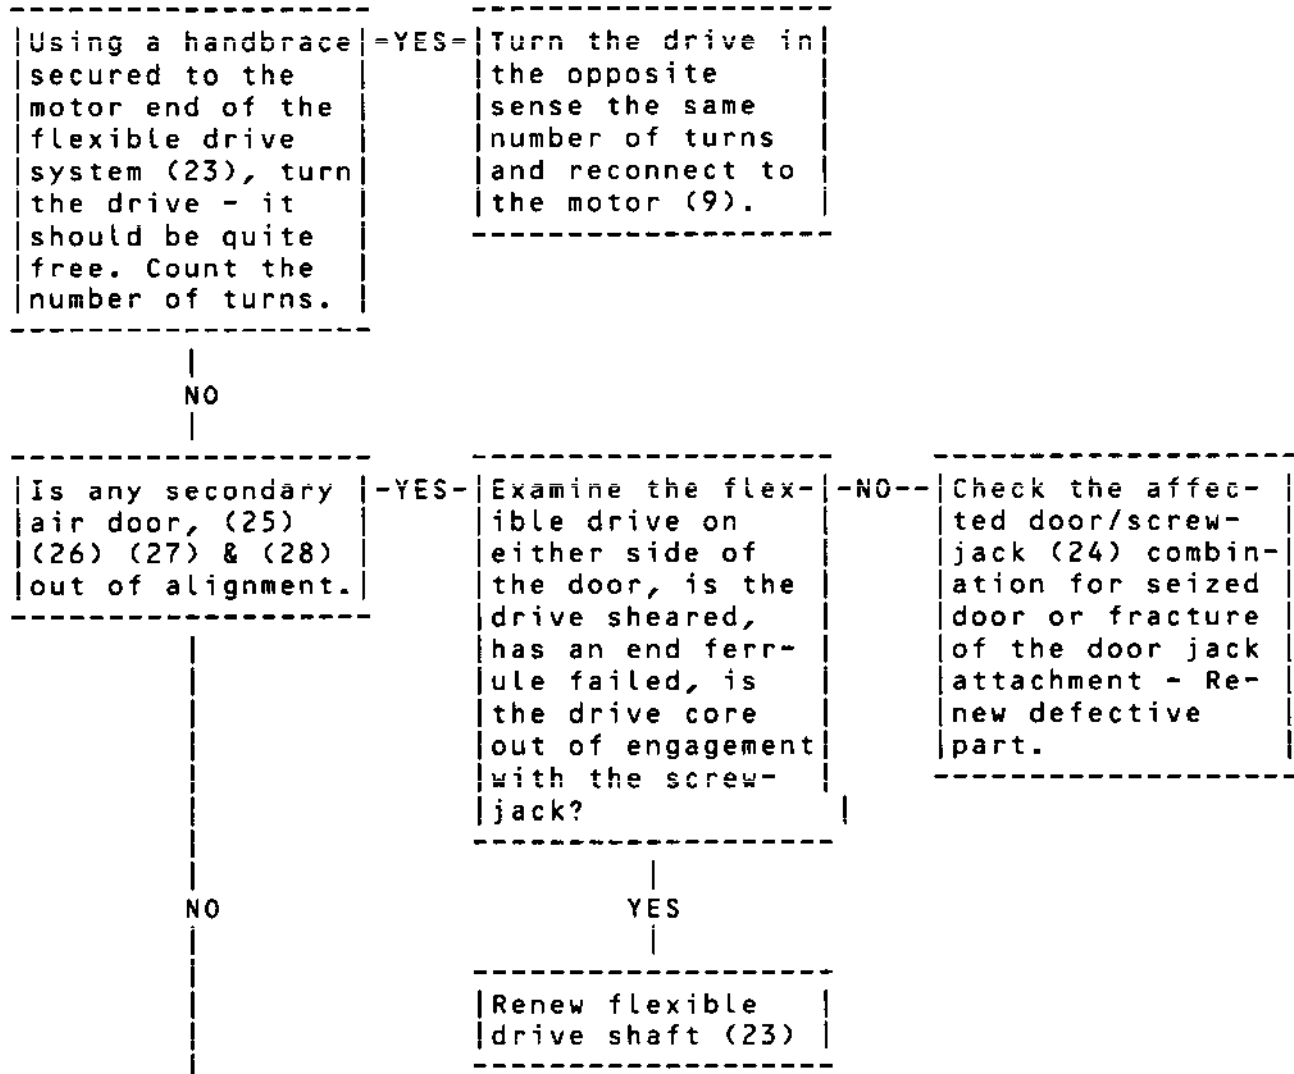 Using a handbrace
secured to the
motor end of the
flexible drive
system (23), turn
the drive - it
should be quite
free. Count the
number of turns.
=YES=
Turn the drive in
the opposite
sense the same
number of turns
and reconnect to
the motor (9).
NO
Is any secondary
air door, (25)
(26) (27) & (28)
out of alignment.
-YES-
Examine the flex-
ible drive on
either side of
the door, is the
drive sheared,
has an end ferr-
ule failed, is
the drive core
out of engagement
with the screw-
jack?
-NO--
Check the affec-
ted door/screw-
jack (24) combin-
ation for seized
door or fracture
of the door jack
attachment - Re-
new defective
part.
NO
YES
Renew flexible
drive shaft (23)